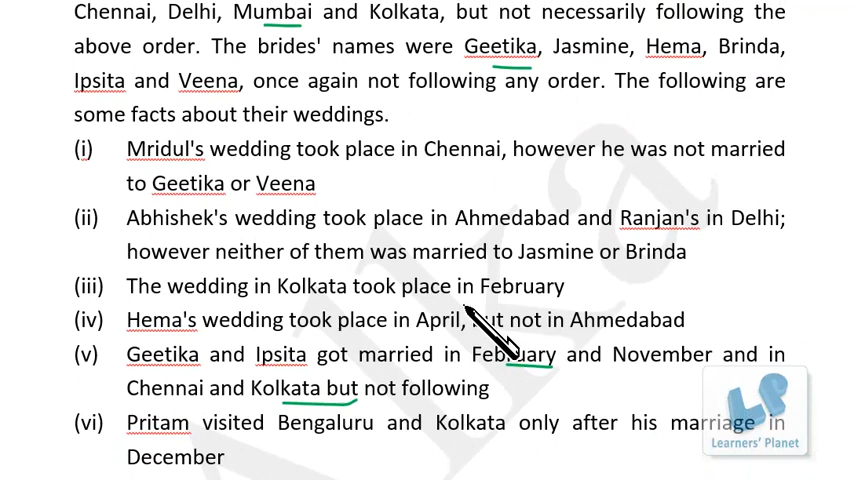 Chennai, Delhi, Mumbai and Kolkata, but not necessarily following the
above order. The brides' names were Geetika, Jasmine, Hema, Brinda,
Ipsita and Veena, once again not following any order. The following are
some facts about their weddings.
(i) Mridul's wedding took place in Chennai, however he was not married
to Geetika or Veena
(ii) Abhishek's wedding took place in Ahmedabad and Ranjan's in Delhi;
however neither of them was married to Jasmine or Brinda
(iii) The wedding in Kolkata took place in February
(iv) Hema's wedding took place in April, but not in Ahmedabad
(v) Geetika and Ipsita got married in February and November and in
Chennai and Kolkata but not following
(vi) Pritam visited Bengaluru and Kolkata only after his marriage in
December
Learners' Planet